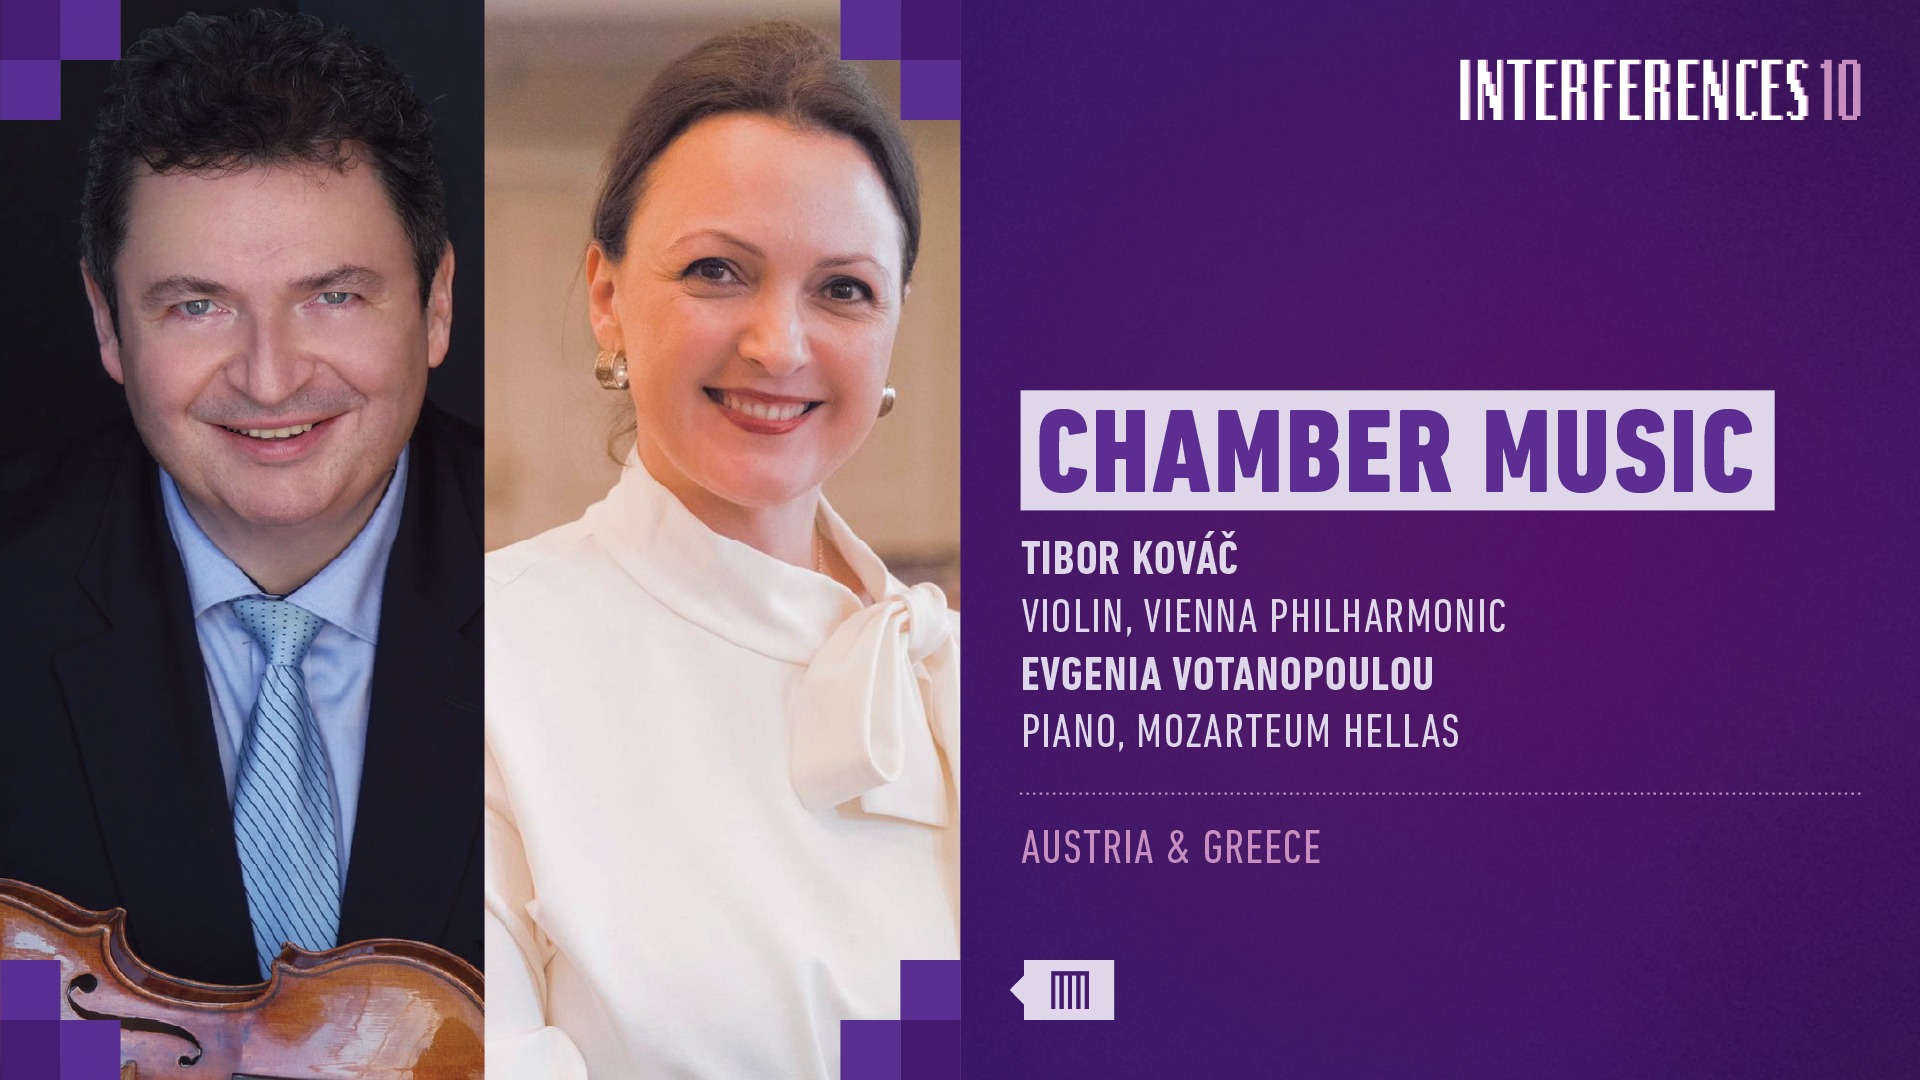 INTERFERENCES 10
CHAMBER MUSIC
TIBOR KOVÁČ
VIOLIN, VIENNA PHILHARMONIC
EVGENIA VOTANOPOULOU
PIANO, MOZARTEUM HELLAS
AUSTRIA & GREECE